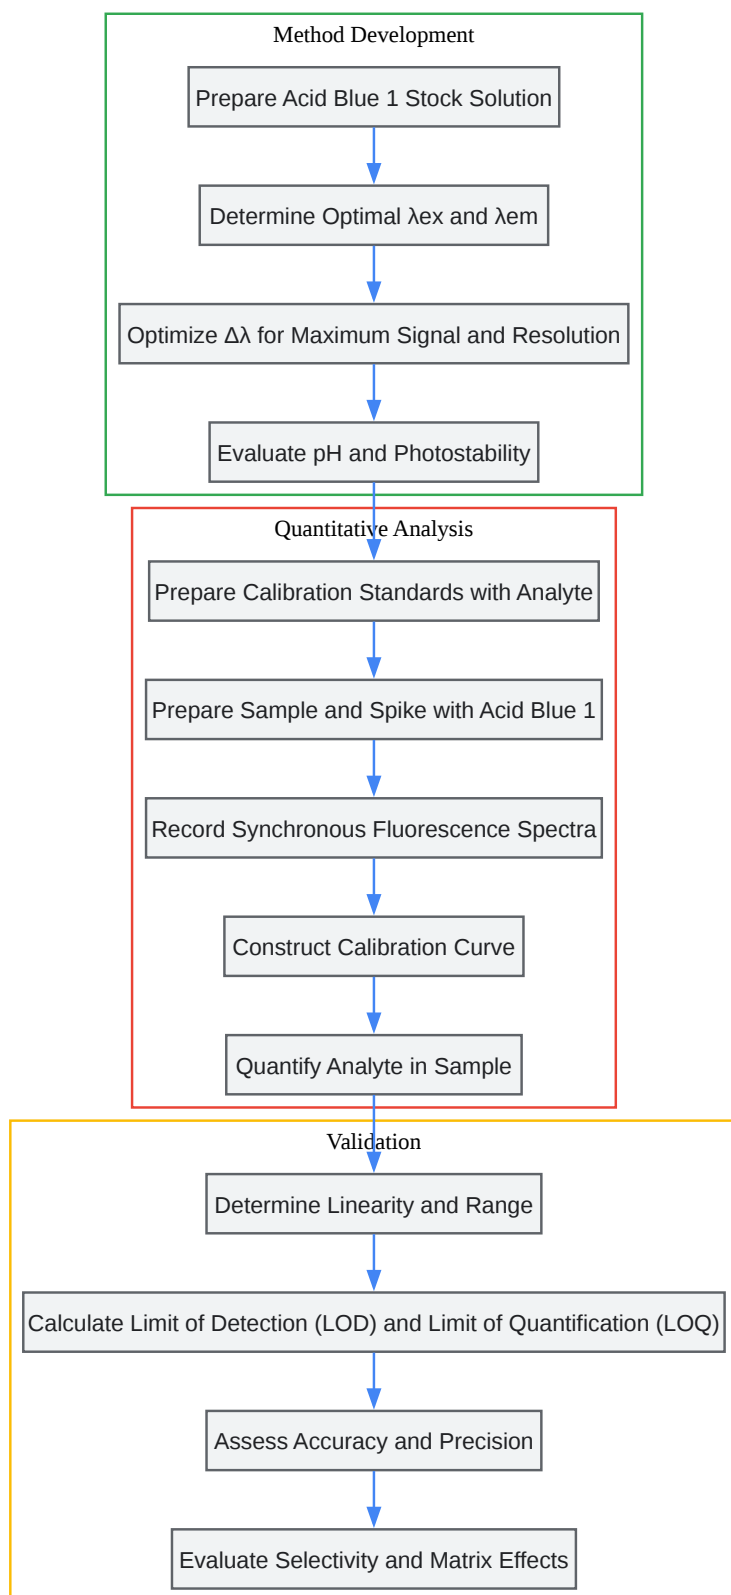 Method Development
Prepare Acid Blue 1 Stock Solution
Determine Optimal λex and λem
Optimize Δλ for Maximum Signal and Resolution
Evaluate pH and Photostability
Quantitative Analysis
Prepare Calibration Standards with Analyte
Prepare Sample and Spike with Acid Blue 1
Record Synchronous Fluorescence Spectra
Construct Calibration Curve
Quantify Analyte in Sample
Validation
Determine Linearity and Range
Calculate Limit of Detection (LOD) and Limit of Quantification (LOQ)
Assess Accuracy and Precision
Evaluate Selectivity and Matrix Effects